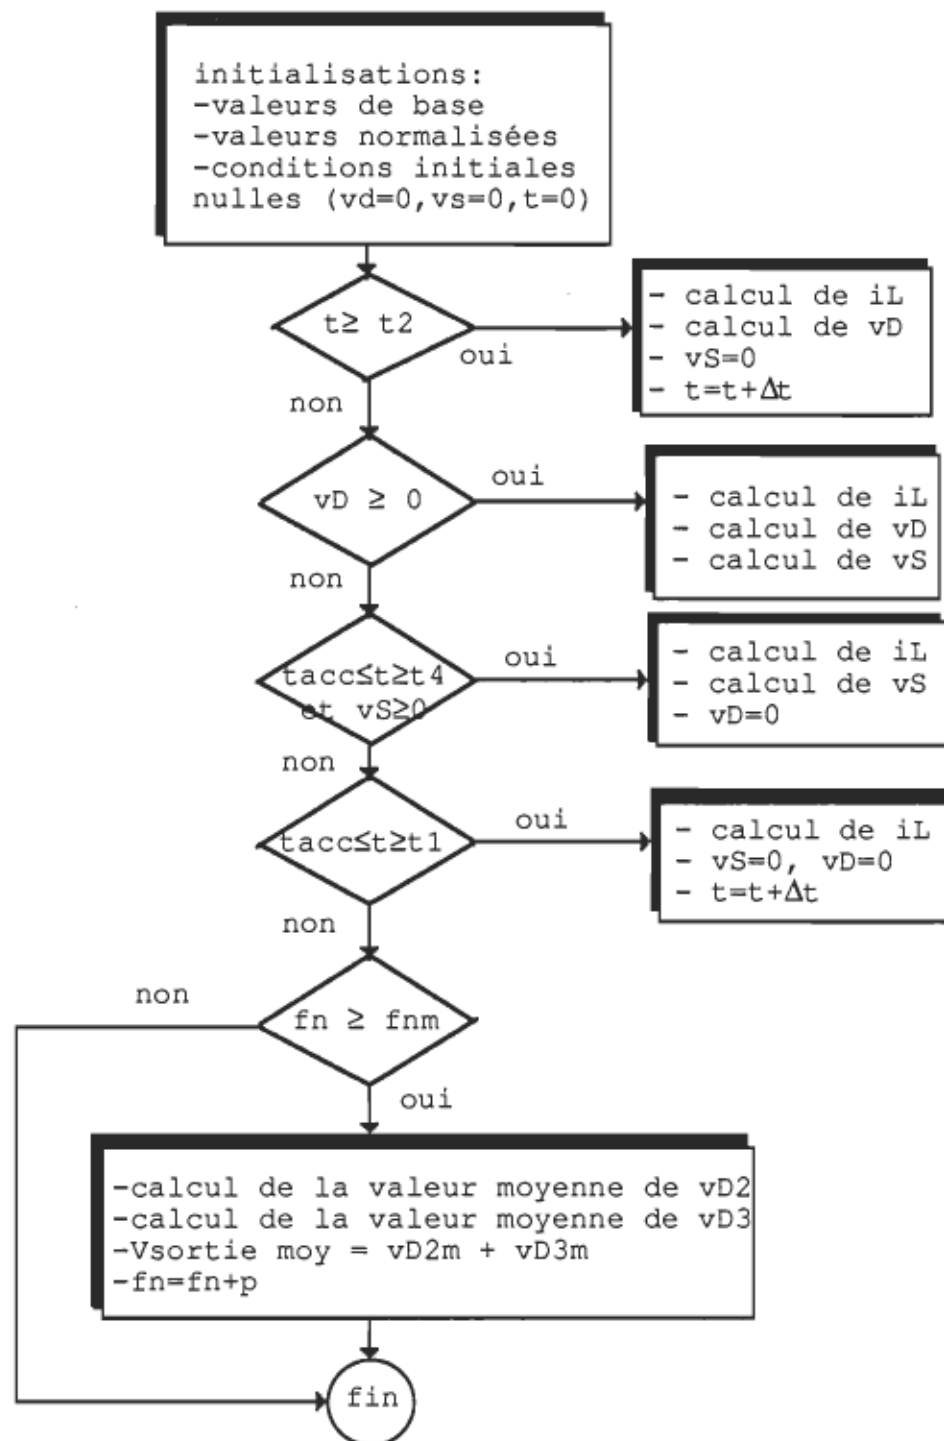 initialisations:
-valeurs de base
-valeurs normalisées
-conditions initiales
nulles (vd=0,vs=0,t=0)
t≥ t2
oui
- calcul de iL
- calcul de vD
- vS=0
- t=t+Δt
non
vD ≥ 0
oui
- calcul de iL
- calcul de vD
- calcul de vS
non
tacc≤t≥t4
et vS≥0
oui
- calcul de iL
- calcul de vS
- vD=0
non
tacc≤t≥t1
oui
- calcul de iL
- vS=0, vD=0
- t=t+Δt
non
fn ≥ fnm
non
oui
-calcul de la valeur moyenne de vD2
-calcul de la valeur moyenne de vD3
-Vsortie moy = vD2m + vD3m
-fn=fn+p
fin